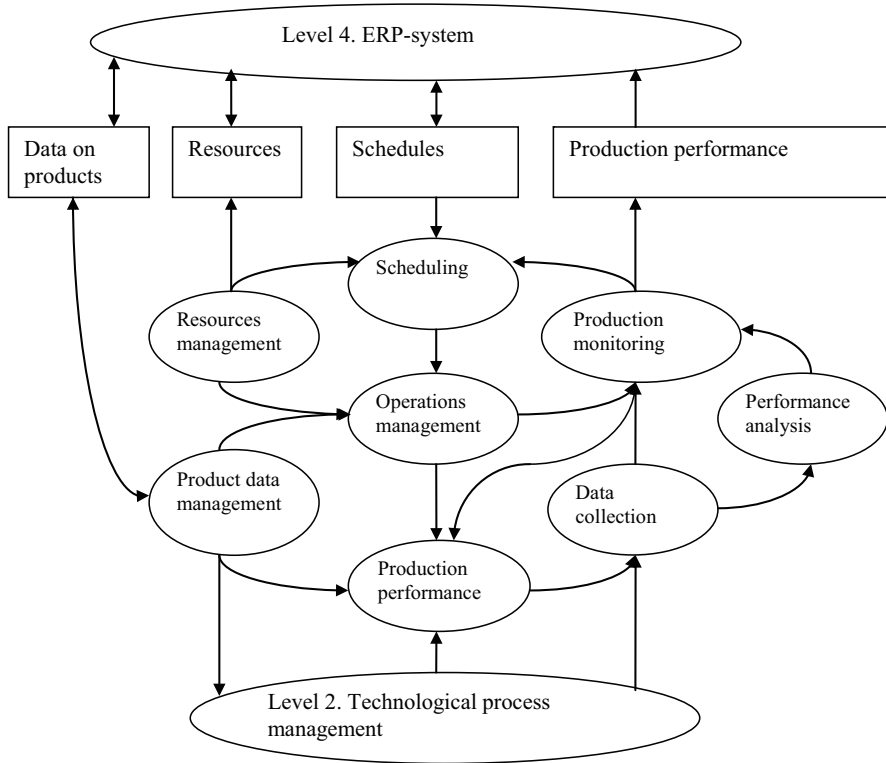 Level 4. ERP-system
Data on
products
Resources
Schedules
Production performance
Scheduling
Resources
management
Production
monitoring
Operations
management
Performance
analysis
Product data
management
Data
collection
Production
performance
Level 2. Technological process
management